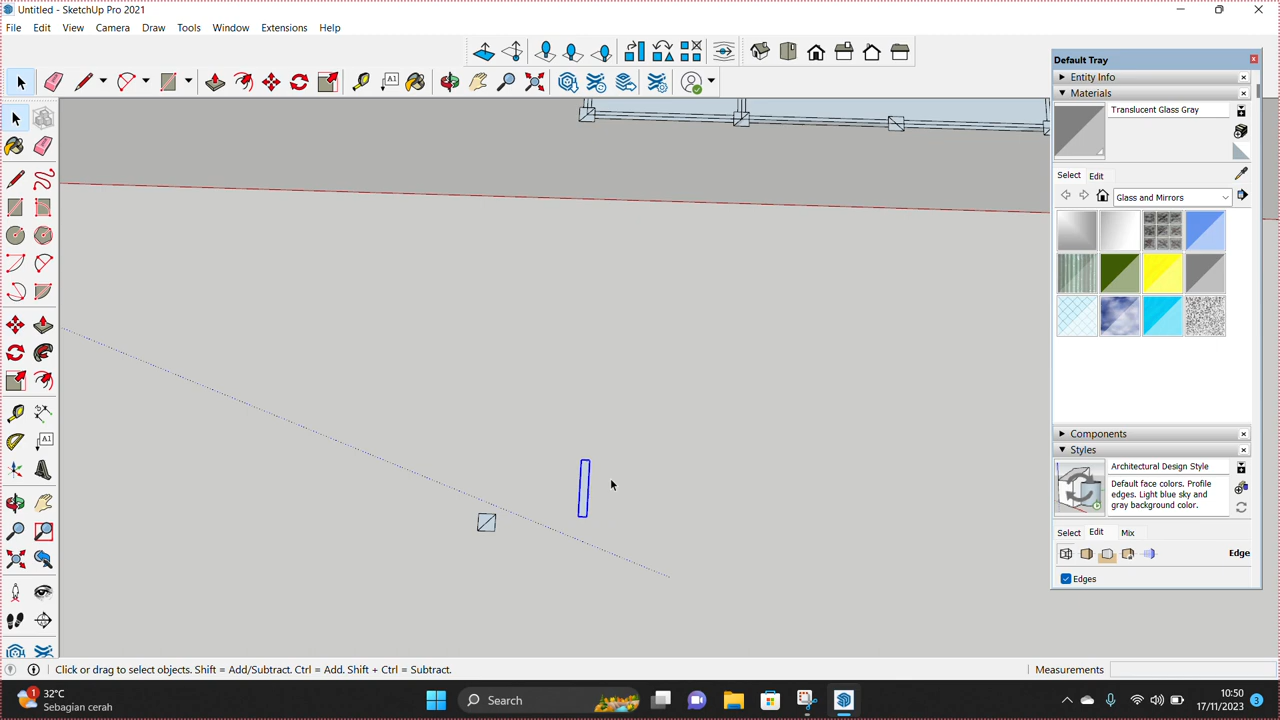 Untitled - SketchUp Pro 2021
File Edit View Camera Draw Tools Window Extensions Help
Default Tray
Entity Info
Materials
Translucent Glass Gray
Select Edit
Glass and Mirrors
Components
Styles
Architectural Design Style
Default face colors. Profile
edges. Light blue sky and
gray background color.
Select Edit Mix
Edge
Edges
Click or drag to select objects. Shift = Add/Subtract. Ctrl = Add. Shift + Ctrl = Subtract.
Measurements
1
32°C
Sebagian cerah
Search
10:50
17/11/2023
3